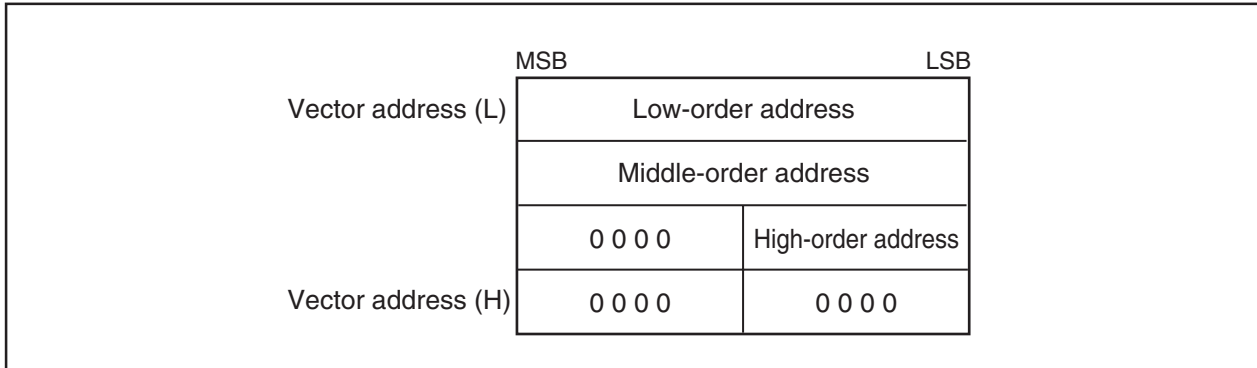 MSB LSB
Vector address (L) Low-order address
Middle-order address
0 0 0 0 High-order address
Vector address (H) 0 0 0 0 0 0 0 0